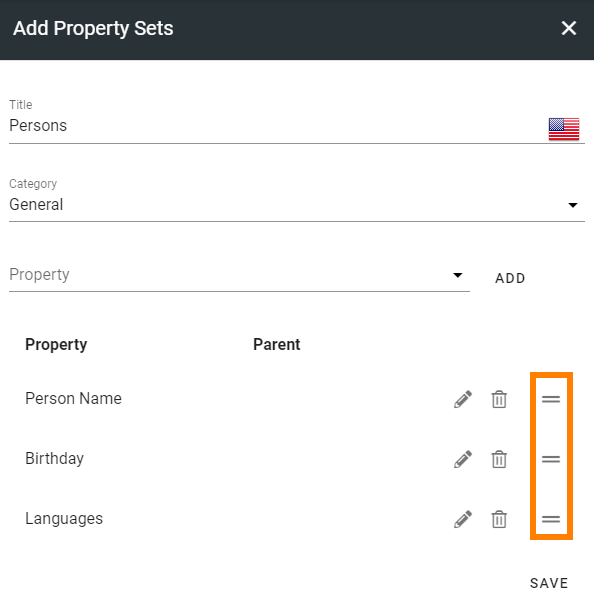 Add Property Sets
Title
Persons
Category
General
Property
ADD
Property Parent
Person Name
Birthday
Languages
SAVE